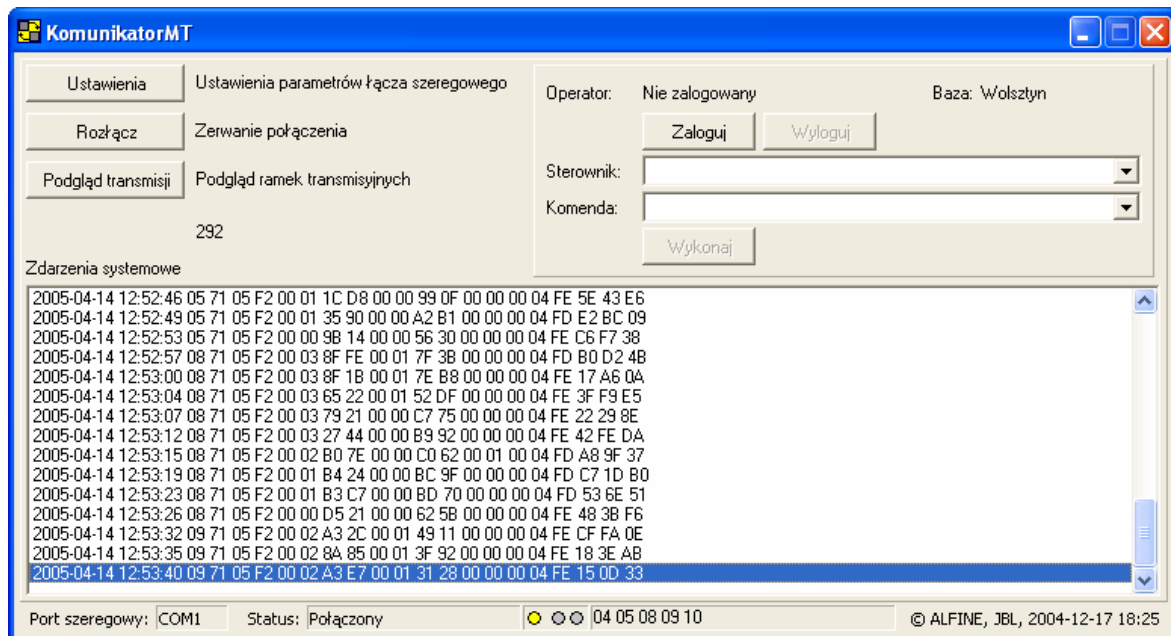 KomunikatorMT
Ustawienia Ustawienia parametrów łącza szeregowego
Operator: Nie zalogowany Baza: Wolsztyn
Rozłącz Zerwanie połączenia
Zaloguj Wyloguj
Podgląd transmisji Podgląd ramek transmisyjnych
Sterownik:
Komenda:
292
Wykonaj
Zdarzenia systemowe
2005-04-14 12:52:46 05 71 05 F2 00 01 1C D8 00 00 99 0F 00 00 00 04 FE 5E 43 E6
2005-04-14 12:52:49 05 71 05 F2 00 01 35 90 00 00 A2 B1 00 00 00 04 FD E2 BC 09
2005-04-14 12:52:53 05 71 05 F2 00 00 9B 14 00 00 56 30 00 00 00 04 FE C6 F7 38
2005-04-14 12:52:57 08 71 05 F2 00 03 8F FE 00 01 7F 3B 00 00 00 04 FD B0 D2 4B
2005-04-14 12:53:00 08 71 05 F2 00 03 8F 1B 00 01 7E B8 00 00 00 04 FE 17 A6 0A
2005-04-14 12:53:04 08 71 05 F2 00 03 65 22 00 01 52 DF 00 00 00 04 FE 3F F9 E5
2005-04-14 12:53:07 08 71 05 F2 00 03 79 21 00 00 C7 75 00 00 00 04 FE 22 29 8E
2005-04-14 12:53:12 08 71 05 F2 00 03 27 44 00 00 B9 92 00 00 00 04 FE 42 FE DA
2005-04-14 12:53:15 08 71 05 F2 00 02 B0 7E 00 00 C0 62 00 01 00 04 FD A8 9F 37
2005-04-14 12:53:19 08 71 05 F2 00 01 B4 24 00 00 BC 9F 00 00 00 04 FD C7 1D B0
2005-04-14 12:53:23 08 71 05 F2 00 01 B3 C7 00 00 BD 70 00 00 00 04 FD 53 6E 51
2005-04-14 12:53:26 08 71 05 F2 00 00 D5 21 00 00 62 5B 00 00 00 04 FE 48 3B F6
2005-04-14 12:53:32 09 71 05 F2 00 02 A3 2C 00 01 49 11 00 00 00 04 FE CF FA 0E
2005-04-14 12:53:35 09 71 05 F2 00 02 8A 85 00 01 3F 92 00 00 00 04 FE 18 3E AB
2005-04-14 12:53:40 09 71 05 F2 00 02 A3 E7 00 01 31 28 00 00 00 04 FE 15 0D 33
Port szeregowy: COM1 Status: Połączony 04 05 08 09 10 © ALFINE, JBL, 2004-12-17 18:25